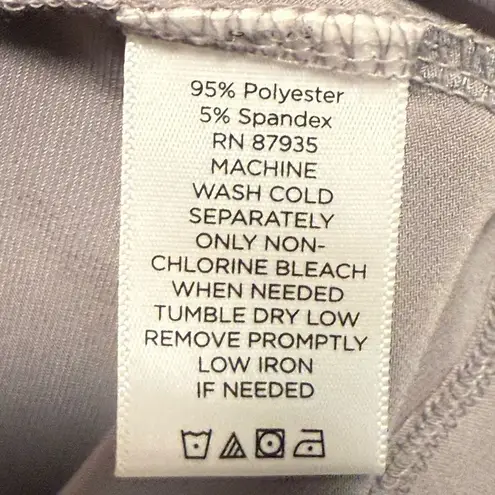 95% Polyester
5% Spandex
RN 87935
MACHINE
WASH COLD
SEPARATELY
ONLY NON-
CHLORINE BLEACH
WHEN NEEDED
TUMBLE DRY LOW
REMOVE PROMPTLY
LOW IRON
IF NEEDED